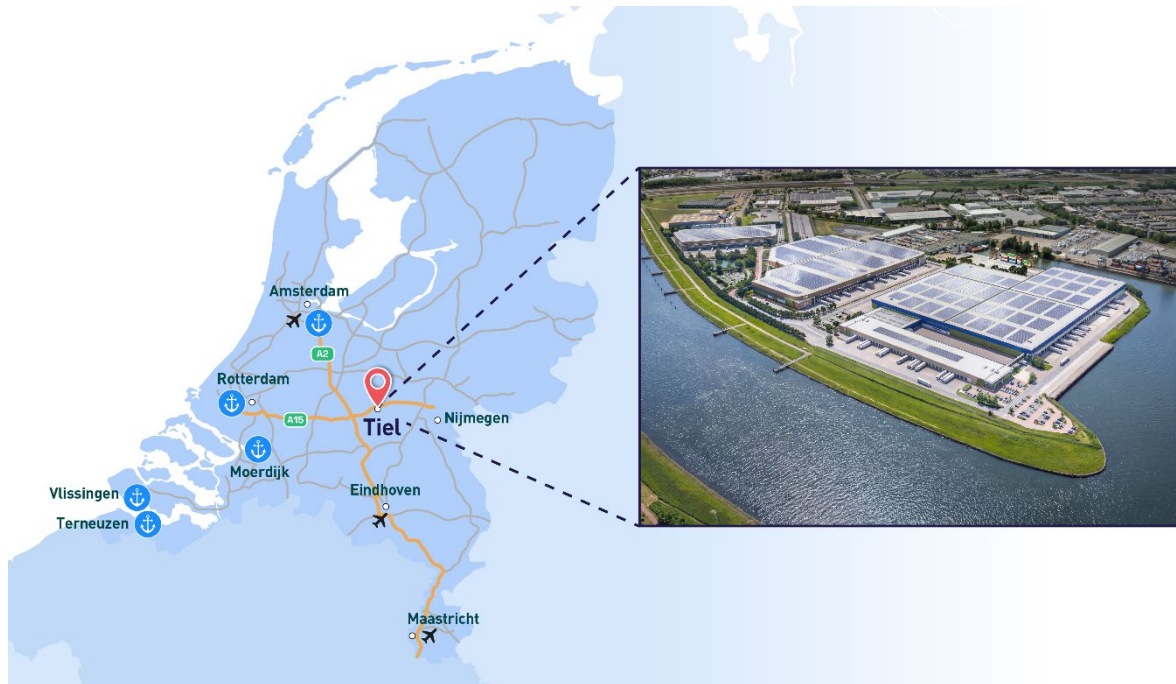 Amsterdam
A2
Rotterdam
A15
Tiel
Nijmegen
Moerdijk
Vlissingen
Eindhoven
Terneuzen
Maastricht